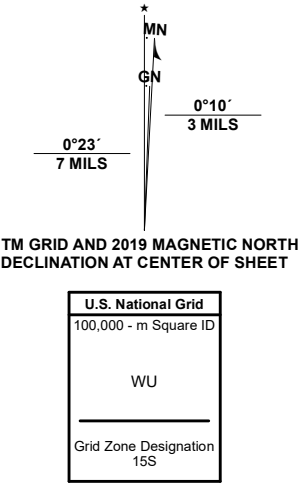 ★
MN
GN
0°10´
3 MILS
0°23´
7 MILS
TM GRID AND 2019 MAGNETIC NORTH
DECLINATION AT CENTER OF SHEET
U.S. National Grid
100,000 - m Square ID
WU
Grid Zone Designation
15S